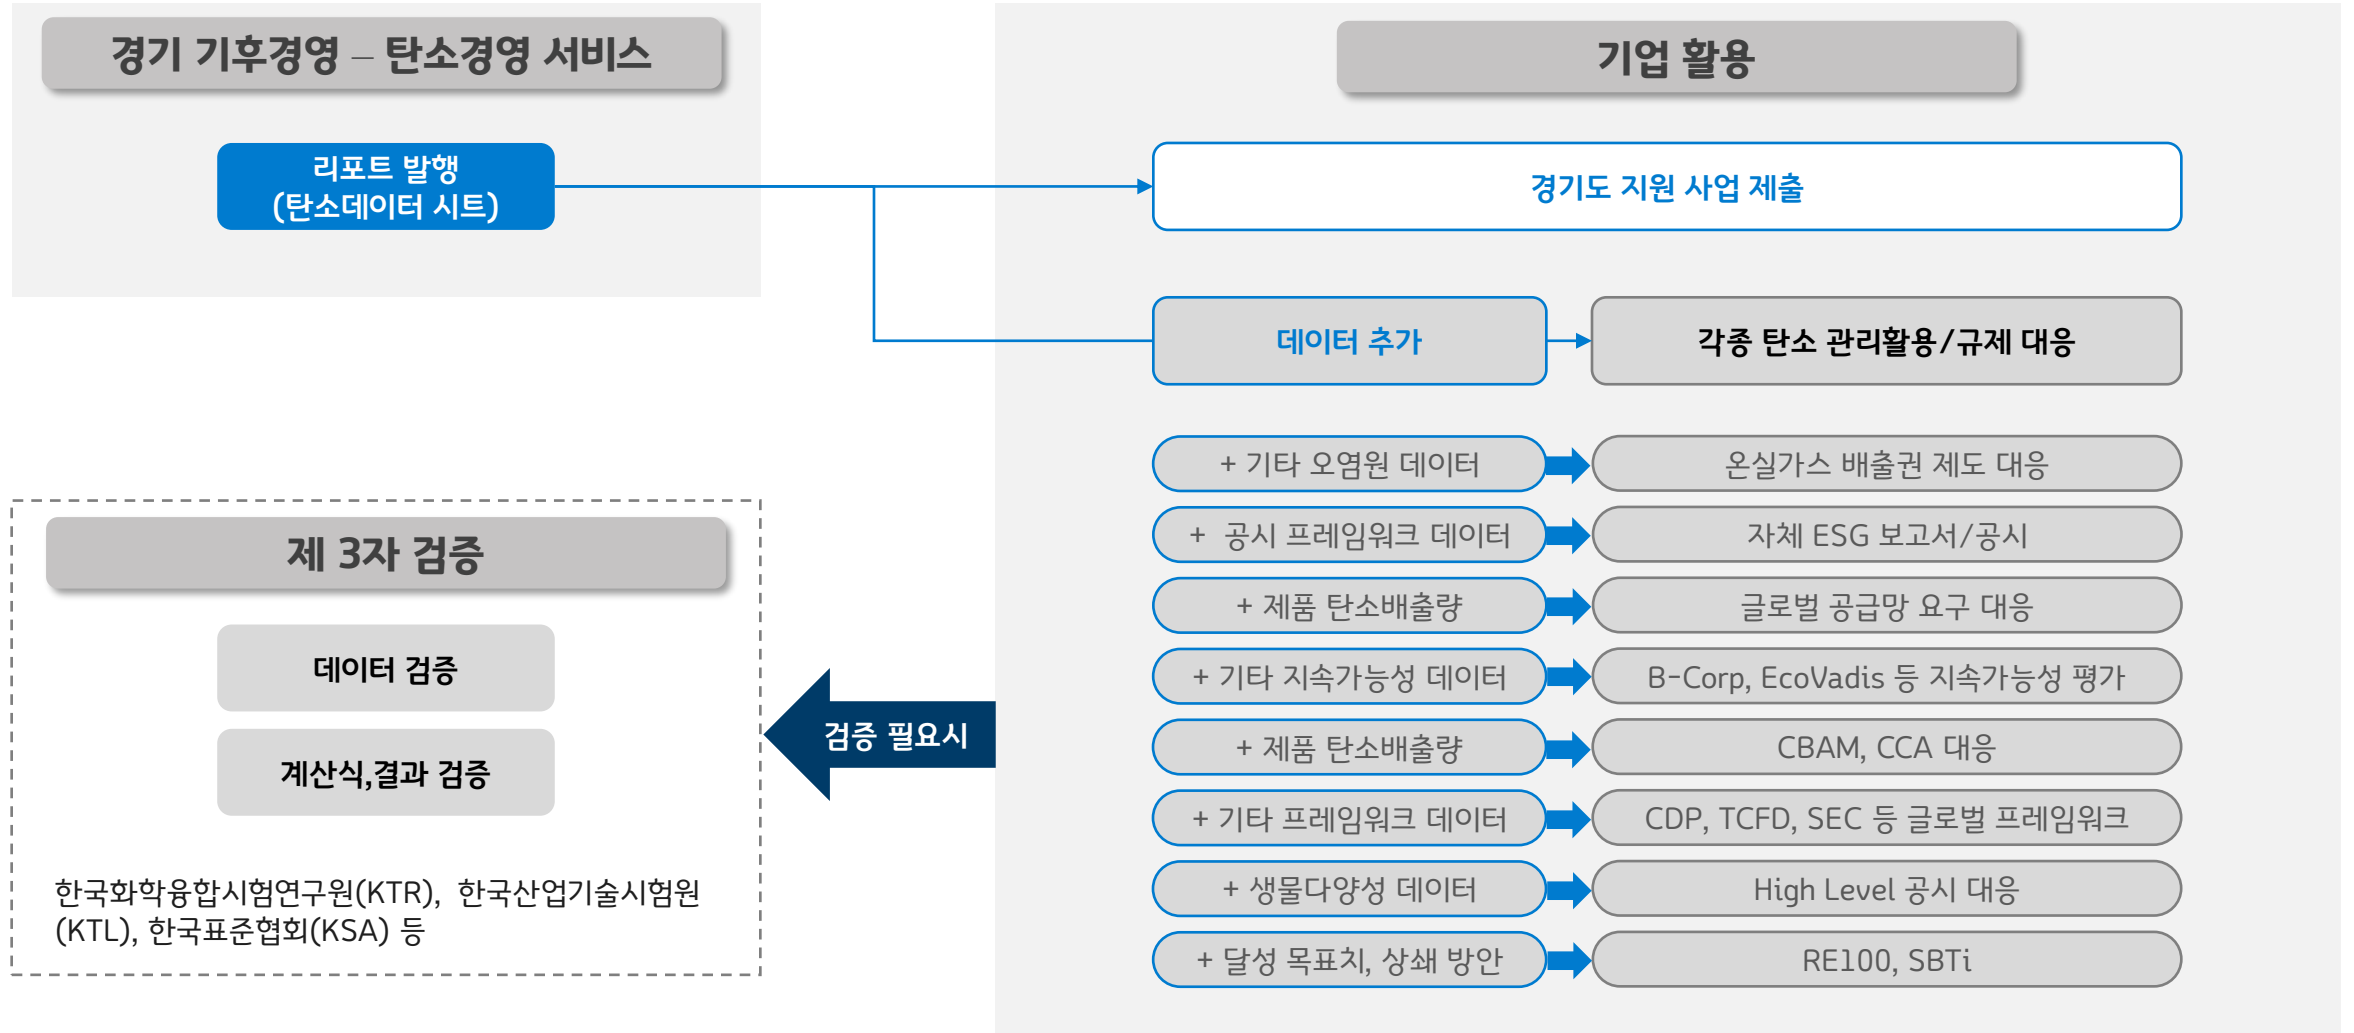 경기 기후경영 – 탄소경영 서비스
리포트 발행
(탄소데이터 시트)
기업 활용
경기도 지원 사업 제출
데이터 추가
각종 탄소 관리활용/규제 대응
+ 기타 오염원 데이터
온실가스 배출권 제도 대응
+ 공시 프레임워크 데이터
자체 ESG 보고서/공시
+ 제품 탄소배출량
글로벌 공급망 요구 대응
+ 기타 지속가능성 데이터
B-Corp, EcoVadis 등 지속가능성 평가
+ 제품 탄소배출량
CBAM, CCA 대응
+ 기타 프레임워크 데이터
CDP, TCFD, SEC 등 글로벌 프레임워크
+ 생물다양성 데이터
High Level 공시 대응
+ 달성 목표치, 상쇄 방안
RE100, SBTi
검증 필요시
제 3자 검증
데이터 검증
계산식,결과 검증
한국화학융합시험연구원(KTR), 한국산업기술시험원
(KTL), 한국표준협회(KSA) 등